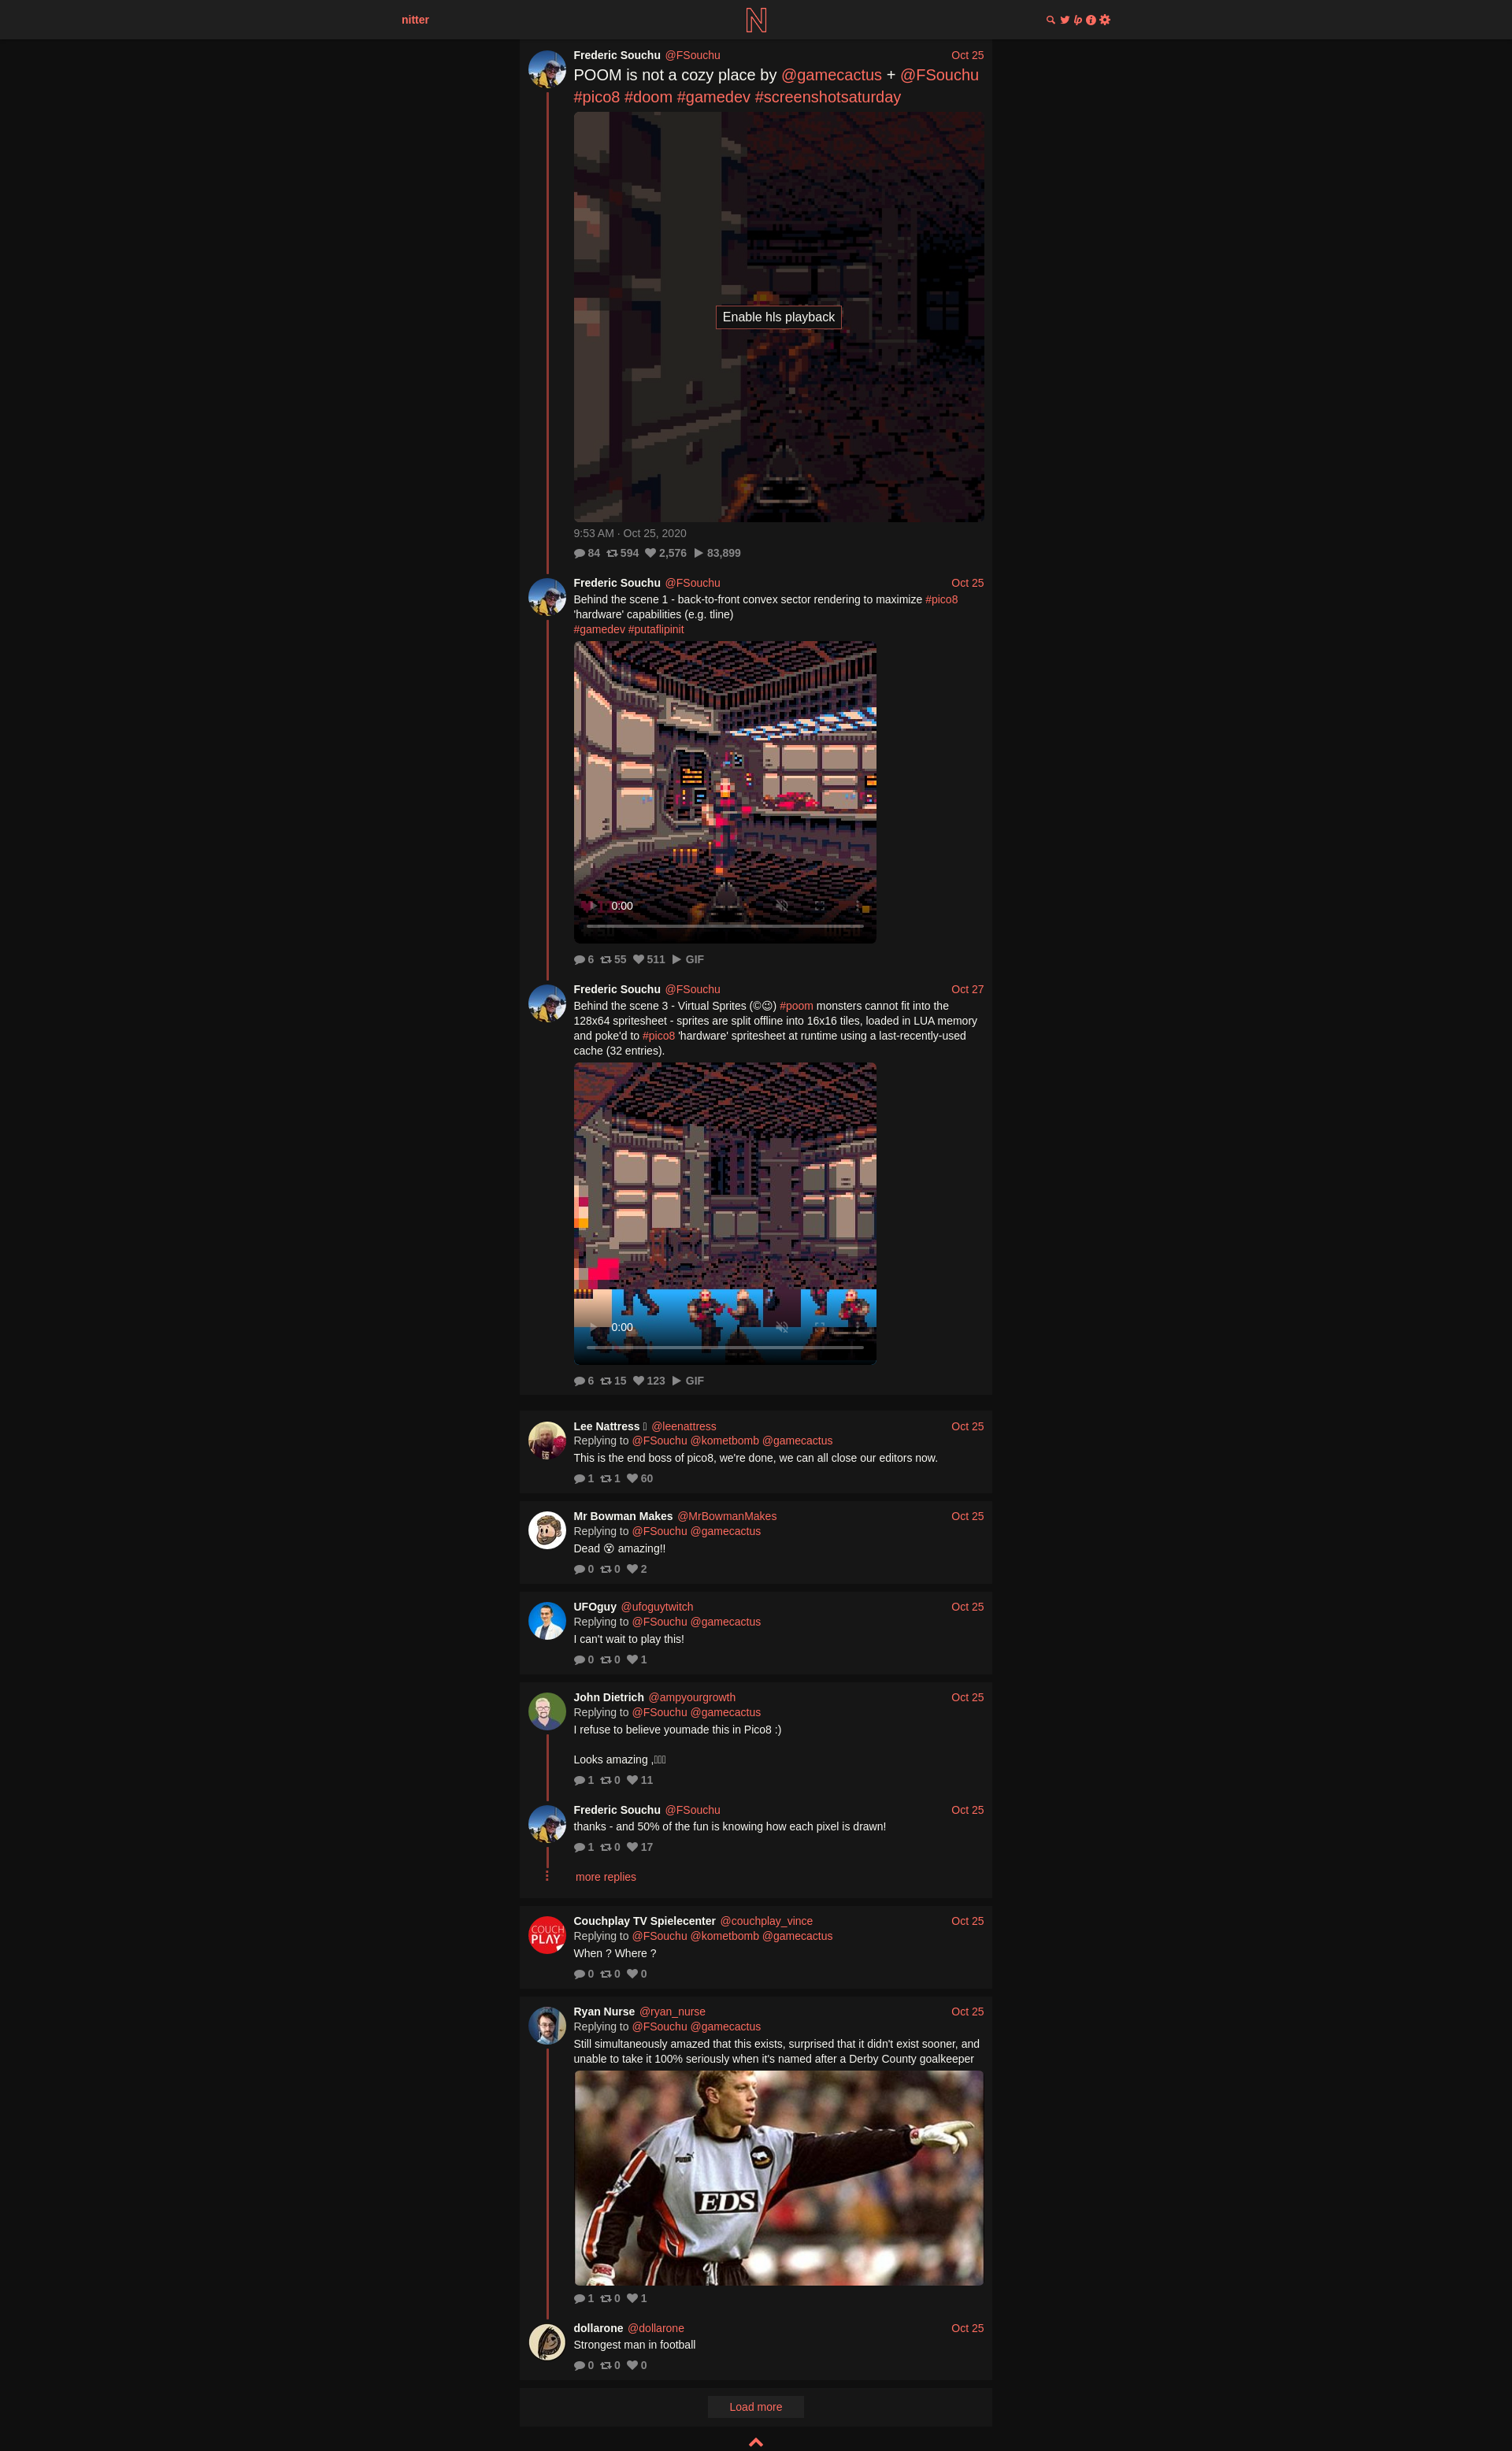 nitter
Frederic Souchu @FSouchu Oct 25
POOM is not a cozy place by @gamecactus + @FSouchu
#pico8 #doom #gamedev #screenshotsaturday
Enable hls playback
9:53 AM · Oct 25, 2020
84 594 2,576 83,899
Frederic Souchu @FSouchu Oct 25
Behind the scene 1 - back-to-front convex sector rendering to maximize #pico8
'hardware' capabilities (e.g. tline)
#gamedev #putaflipinit
0:00
6 55 511 GIF
Frederic Souchu @FSouchu Oct 27
Behind the scene 3 - Virtual Sprites (©😉) #poom monsters cannot fit into the
128x64 spritesheet - sprites are split offline into 16x16 tiles, loaded in LUA memory
and poke'd to #pico8 'hardware' spritesheet at runtime using a last-recently-used
cache (32 entries).
0:00
6 15 123 GIF
Lee Nattress @leenattress Oct 25
Replying to @FSouchu @kometbomb @gamecactus
This is the end boss of pico8, we're done, we can all close our editors now.
1 1 60
Mr Bowman Makes @MrBowmanMakes Oct 25
Replying to @FSouchu @gamecactus
Dead 😵 amazing!!
0 0 2
UFOguy @ufoguytwitch Oct 25
Replying to @FSouchu @gamecactus
I can't wait to play this!
0 0 1
John Dietrich @ampyourgrowth Oct 25
Replying to @FSouchu @gamecactus
I refuse to believe youmade this in Pico8 :)
Looks amazing ,
1 0 11
Frederic Souchu @FSouchu Oct 25
thanks - and 50% of the fun is knowing how each pixel is drawn!
1 0 17
more replies
COUCH
PLAY
Couchplay TV Spielecenter @couchplay_vince Oct 25
Replying to @FSouchu @kometbomb @gamecactus
When ? Where ?
0 0 0
Ryan Nurse @ryan_nurse Oct 25
Replying to @FSouchu @gamecactus
Still simultaneously amazed that this exists, surprised that it didn't exist sooner, and
unable to take it 100% seriously when it's named after a Derby County goalkeeper
PUMA
EDS
1 0 1
dollarone @dollarone Oct 25
Strongest man in football
0 0 0
Load more